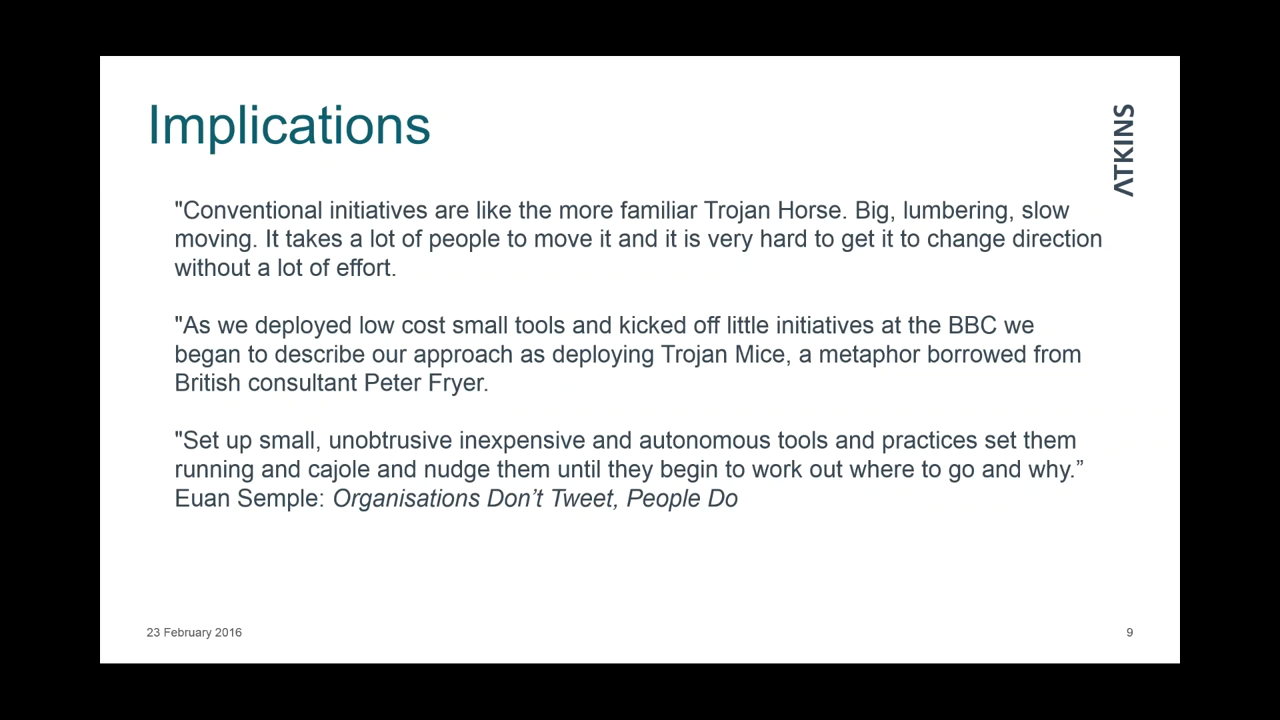 Implications
ATKINS
"Conventional initiatives are like the more familiar Trojan Horse. Big, lumbering, slow
moving. It takes a lot of people to move it and it is very hard to get it to change direction
without a lot of effort.
"As we deployed low cost small tools and kicked off little initiatives at the BBC we
began to describe our approach as deploying Trojan Mice, a metaphor borrowed from
British consultant Peter Fryer.
"Set up small, unobtrusive inexpensive and autonomous tools and practices set them
running and cajole and nudge them until they begin to work out where to go and why.”
Euan Semple: Organisations Don’t Tweet, People Do
23 February 2016
9